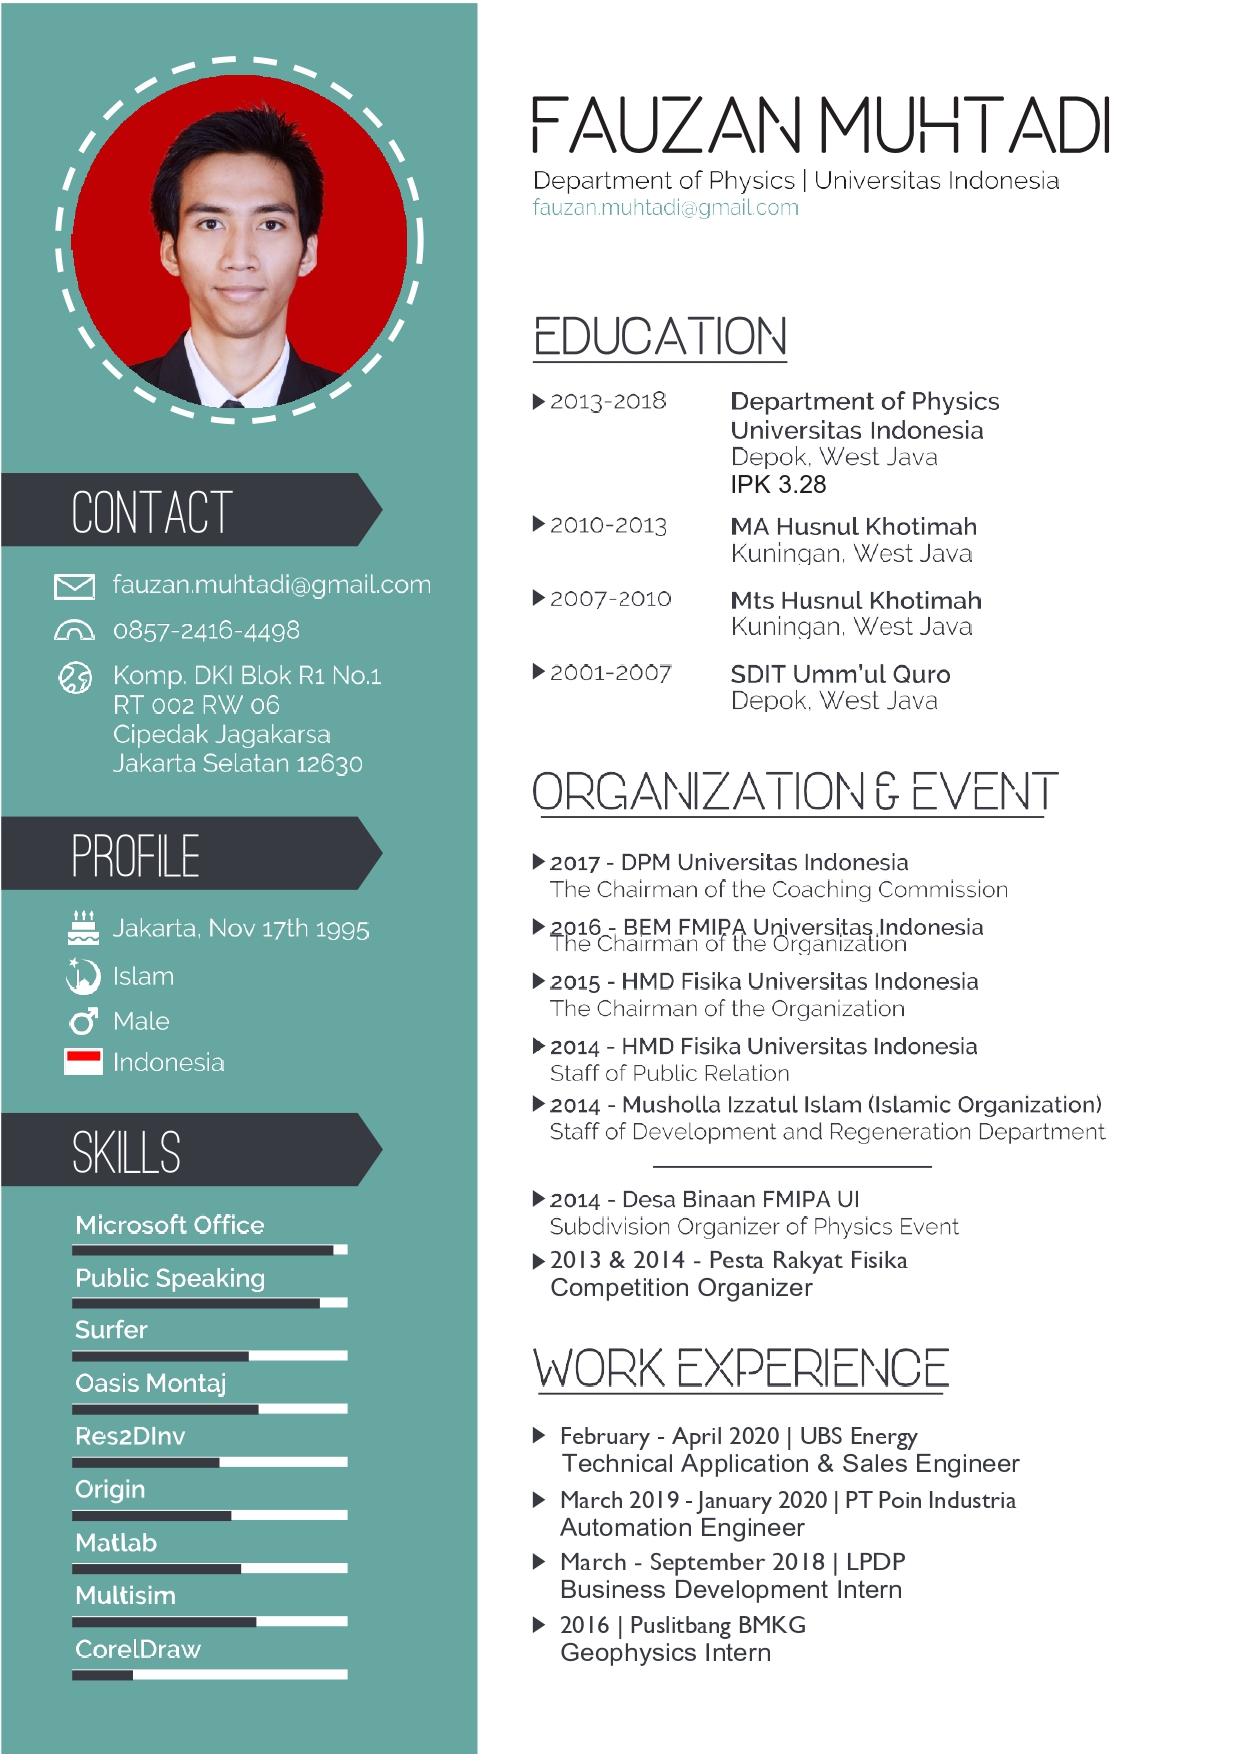 FAUZAN MUHTADI
Department of Physics | Universitas Indonesia
fauzan.muhtadi@gmail.com
CONTACT
fauzan.muhtadi@gmail.com
0857-2416-4498
Komp. DKI Blok R1 No.1
RT 002 RW 06
Cipedak Jagakarsa
Jakarta Selatan 12630
PROFILE
Jakarta, Nov 17th 1995
Islam
Male
Indonesia
SKILLS
Microsoft Office
Public Speaking
Surfer
Oasis Montaj
Res2DInv
Origin
Matlab
Multisim
CorelDraw
EDUCATION
2013-2018 Department of Physics
Universitas Indonesia
Depok, West Java
IPK 3.28
2010-2013 MA Husnul Khotimah
Kuningan, West Java
2007-2010 Mts Husnul Khotimah
Kuningan, West Java
2001-2007 SDIT Umm'ul Quro
Depok, West Java
ORGANIZATION & EVENT
2017 - DPM Universitas Indonesia
The Chairman of the Coaching Commission
2016 - BEM FMIPA Universitas Indonesia
The Chairman of the Organization
2015 - HMD Fisika Universitas Indonesia
The Chairman of the Organization
2014 - HMD Fisika Universitas Indonesia
Staff of Public Relation
2014 - Musholla Izzatul Islam (Islamic Organization)
Staff of Development and Regeneration Department
2014 - Desa Binaan FMIPA UI
Subdivision Organizer of Physics Event
2013 & 2014 - Pesta Rakyat Fisika
Competition Organizer
WORK EXPERIENCE
February - April 2020 | UBS Energy
Technical Application & Sales Engineer
March 2019 - January 2020 | PT Poin Industria
Automation Engineer
March - September 2018 | LPDP
Business Development Intern
2016 | Puslitbang BMKG
Geophysics Intern